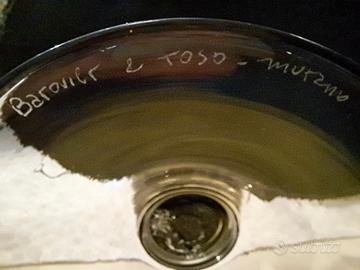 Barovier & TOSO - murano
subito